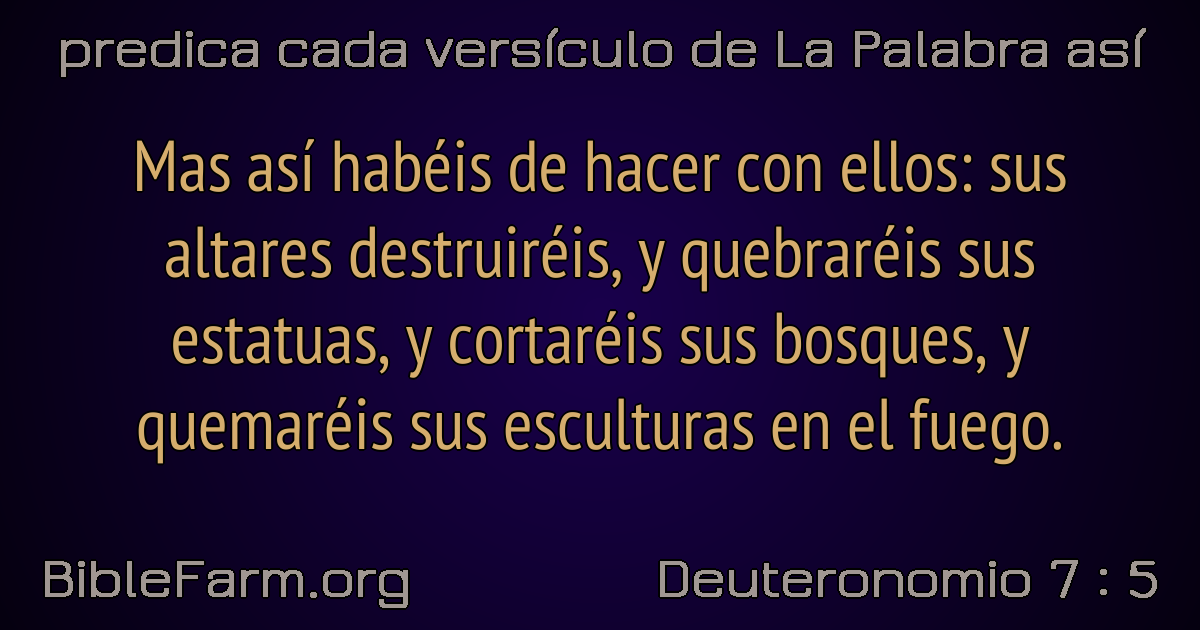 predica cada versículo de La Palabra así
Mas así habéis de hacer con ellos: sus
altares destruiréis, y quebraréis sus
estatuas, y cortaréis sus bosques, y
quemaréis sus esculturas en el fuego.
BibleFarm.org
Deuteronomio 7 : 5